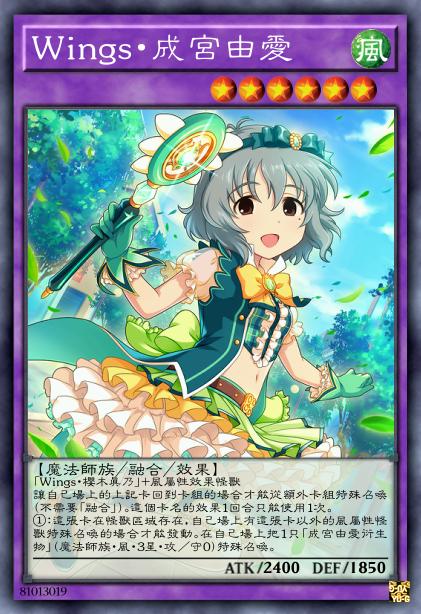 Wings・成宮由愛
風
【魔法師族/融合/效果】
「Wings・櫻木真乃」+風屬性效果怪獸
讓自己場上的上記卡回到卡組的場合才能從額外卡組特殊召喚
(不需要「融合」)。這個卡名的效果1回合只能使用1次。
①:這張卡在怪獸區域存在,自己場上有這張卡以外的風屬性怪
獸特殊召喚的場合才能發動。在自己場上把1只「成宮由愛衍生
物」(魔法師族・風・3星・攻/守0)特殊召喚。
ATK/2400 DEF/1850
81013019